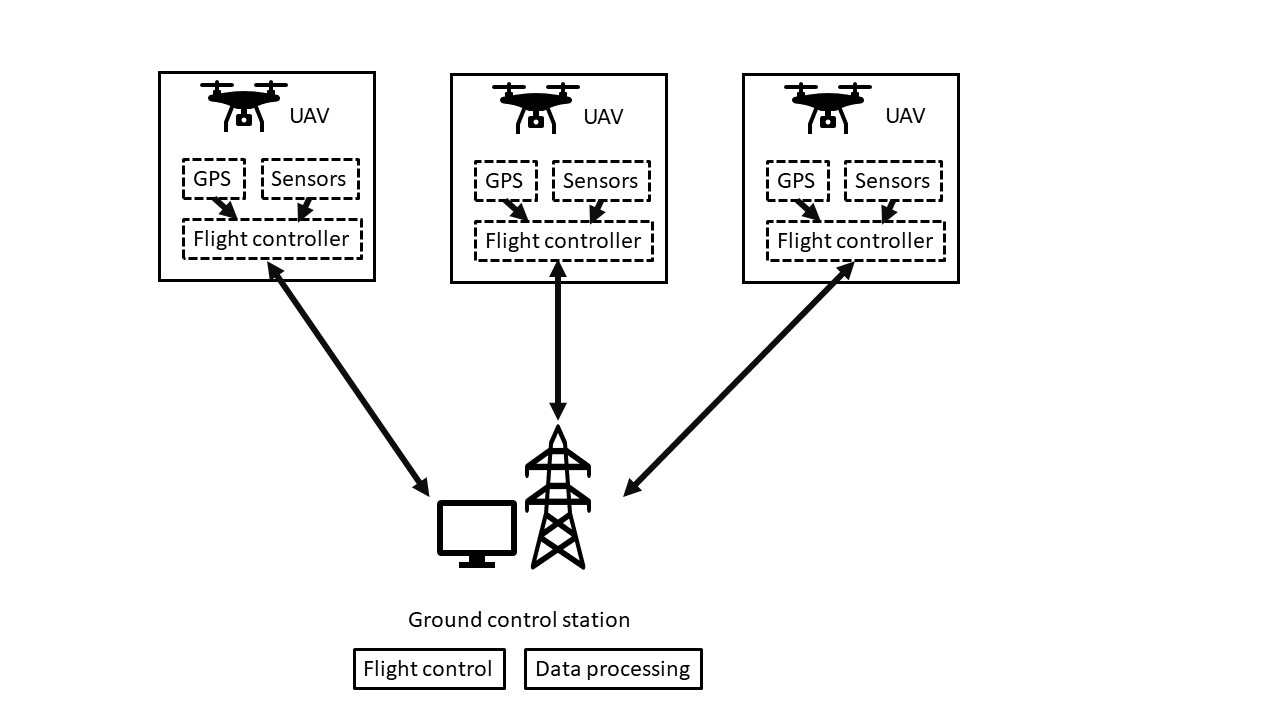 UAV
GPS
Sensors
Flight controller
UAV
GPS
Sensors
Flight controller
UAV
GPS
Sensors
Flight controller
Ground control station
Flight control
Data processing